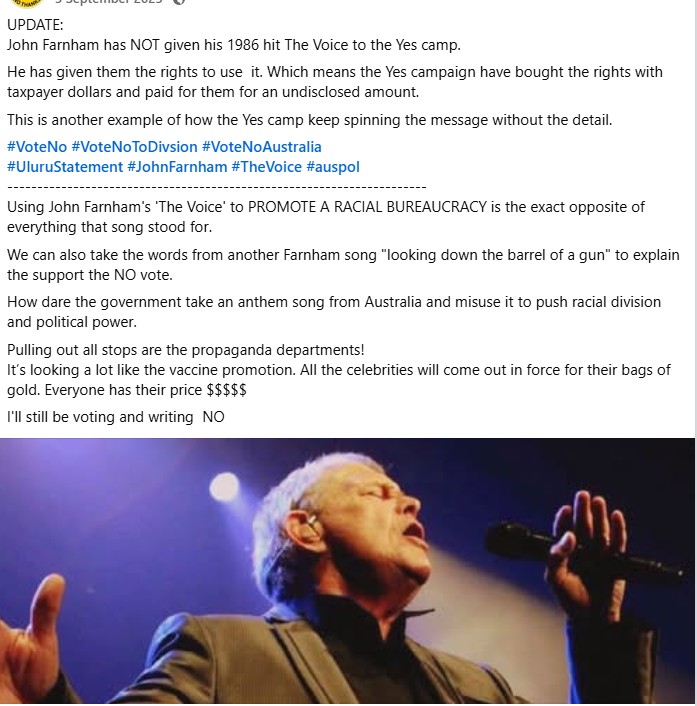 5 September 2023
UPDATE:
John Farnham has NOT given his 1986 hit The Voice to the Yes camp.
He has given them the rights to use  it. Which means the Yes campaign have bought the rights with
taxpayer dollars and paid for them for an undisclosed amount.
This is another example of how the Yes camp keep spinning the message without the detail.
#VoteNo #VoteNoToDivsion #VoteNoAustralia
#UluruStatement #JohnFarnham #TheVoice #auspol
-----------------------------------------------------------------------
Using John Farnham's 'The Voice' to PROMOTE A RACIAL BUREAUCRACY is the exact opposite of
everything that song stood for.
We can also take the words from another Farnham song "looking down the barrel of a gun" to explain
the support the NO vote.
How dare the government take an anthem song from Australia and misuse it to push racial division
and political power.
Pulling out all stops are the propaganda departments!
It's looking a lot like the vaccine promotion. All the celebrities will come out in force for their bags of
gold. Everyone has their price $$$$$
I'll still be voting and writing  NO